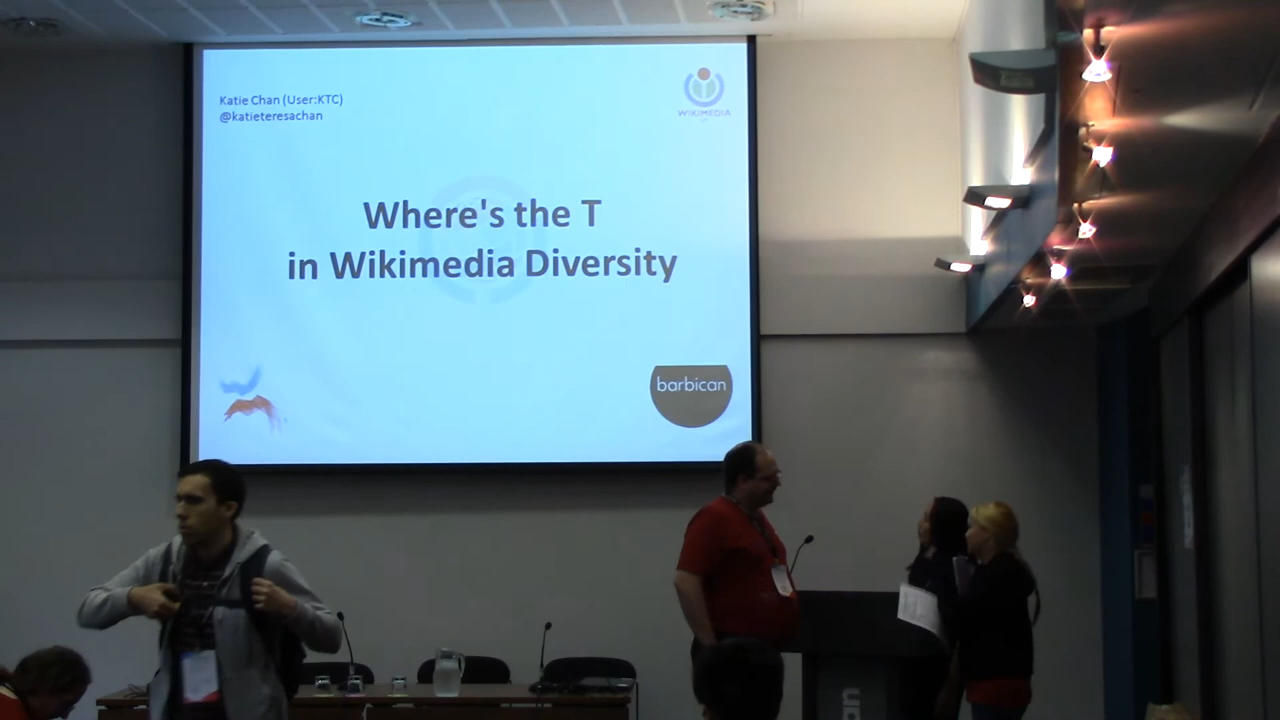 Katie Chan (User:KTC)
@katieteresachan
WIKIMEDIA
Where's the T
in Wikimedia Diversity
barbican